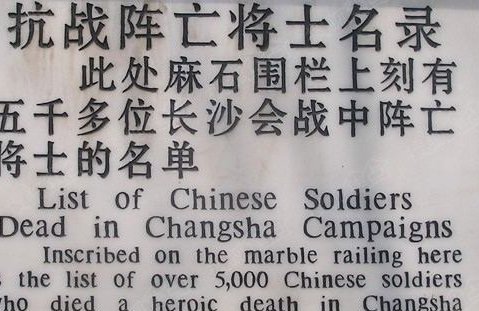 抗战阵亡将士名录
此处麻石围栏上刻有
五千多位长沙会战中阵亡
将士的名单
List of Chinese Soldiers
Dead in Changsha Campaigns
Inscribed on the marble railing here
s the list of over 5,000 Chinese soldiers
who died a heroic death in Changsha